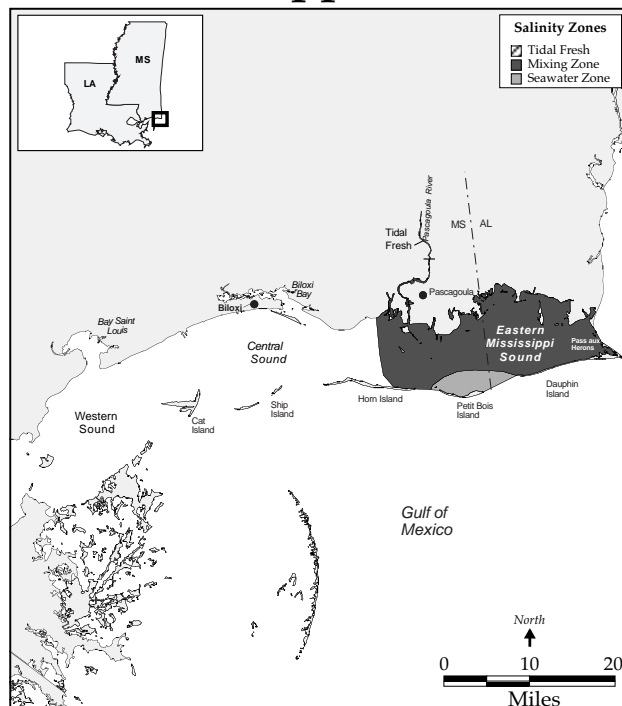 Salinity Zones
Tidal Fresh
Mixing Zone
Seawater Zone
MS
LA
Pascagoula River
MS
AL
Tidal
Fresh
Pascagoula
Biloxi
Bay
Biloxi
Bay Saint
Louis
Central
Sound
Eastern
Mississippi
Sound
Pass aux
Herons
Dauphin
Island
Horn Island
Petit Bois
Island
Ship
Island
Cat
Island
Western
Sound
Gulf of
Mexico
North
0
10
20
Miles